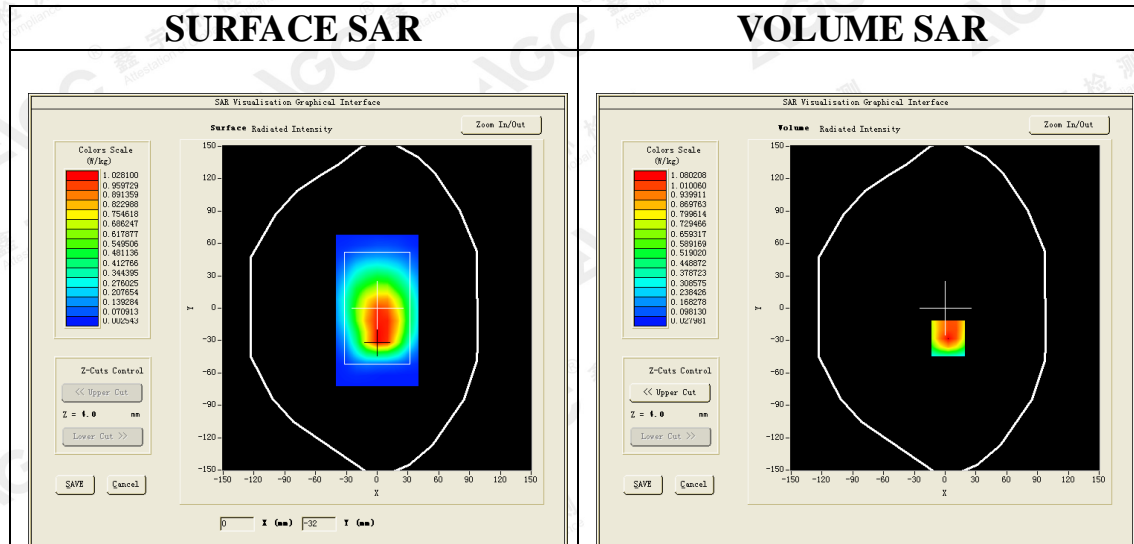 SURFACE SAR
VOLUME SAR
SAR Visualisation Graphical Interface
Surface Radiated Intensity
Zoom In/Out
Colors Scale
(W/kg)
1.028100
0.959729
0.891359
0.822988
0.754618
0.686247
0.617877
0.549506
0.481136
0.412766
0.344395
0.276025
0.207654
0.139284
0.070913
0.002543
Z-Cuts Control
<< Upper Cut
Z = 4.0 mm
Lower Cut >>
SAVE
Cancel
150
120
90
60
30
0
-30
-60
-90
-120
-150
Y
-150 -120 -90 -60 -30 0 30 60 90 120 150
X
0 X (mm) -32 Y (mm)
SAR Visualisation Graphical Interface
Volume Radiated Intensity
Zoom In/Out
Colors Scale
(W/kg)
1.080208
1.010060
0.939911
0.869763
0.799614
0.729466
0.659317
0.589169
0.519020
0.448872
0.378723
0.308575
0.238426
0.168278
0.098130
0.027981
Z-Cuts Control
<< Upper Cut
Z = 4.0 mm
Lower Cut >>
SAVE
Cancel
150
120
90
60
30
0
-30
-60
-90
-120
-150
Y
-150 -120 -90 -60 -30 0 30 60 90 120 150
X